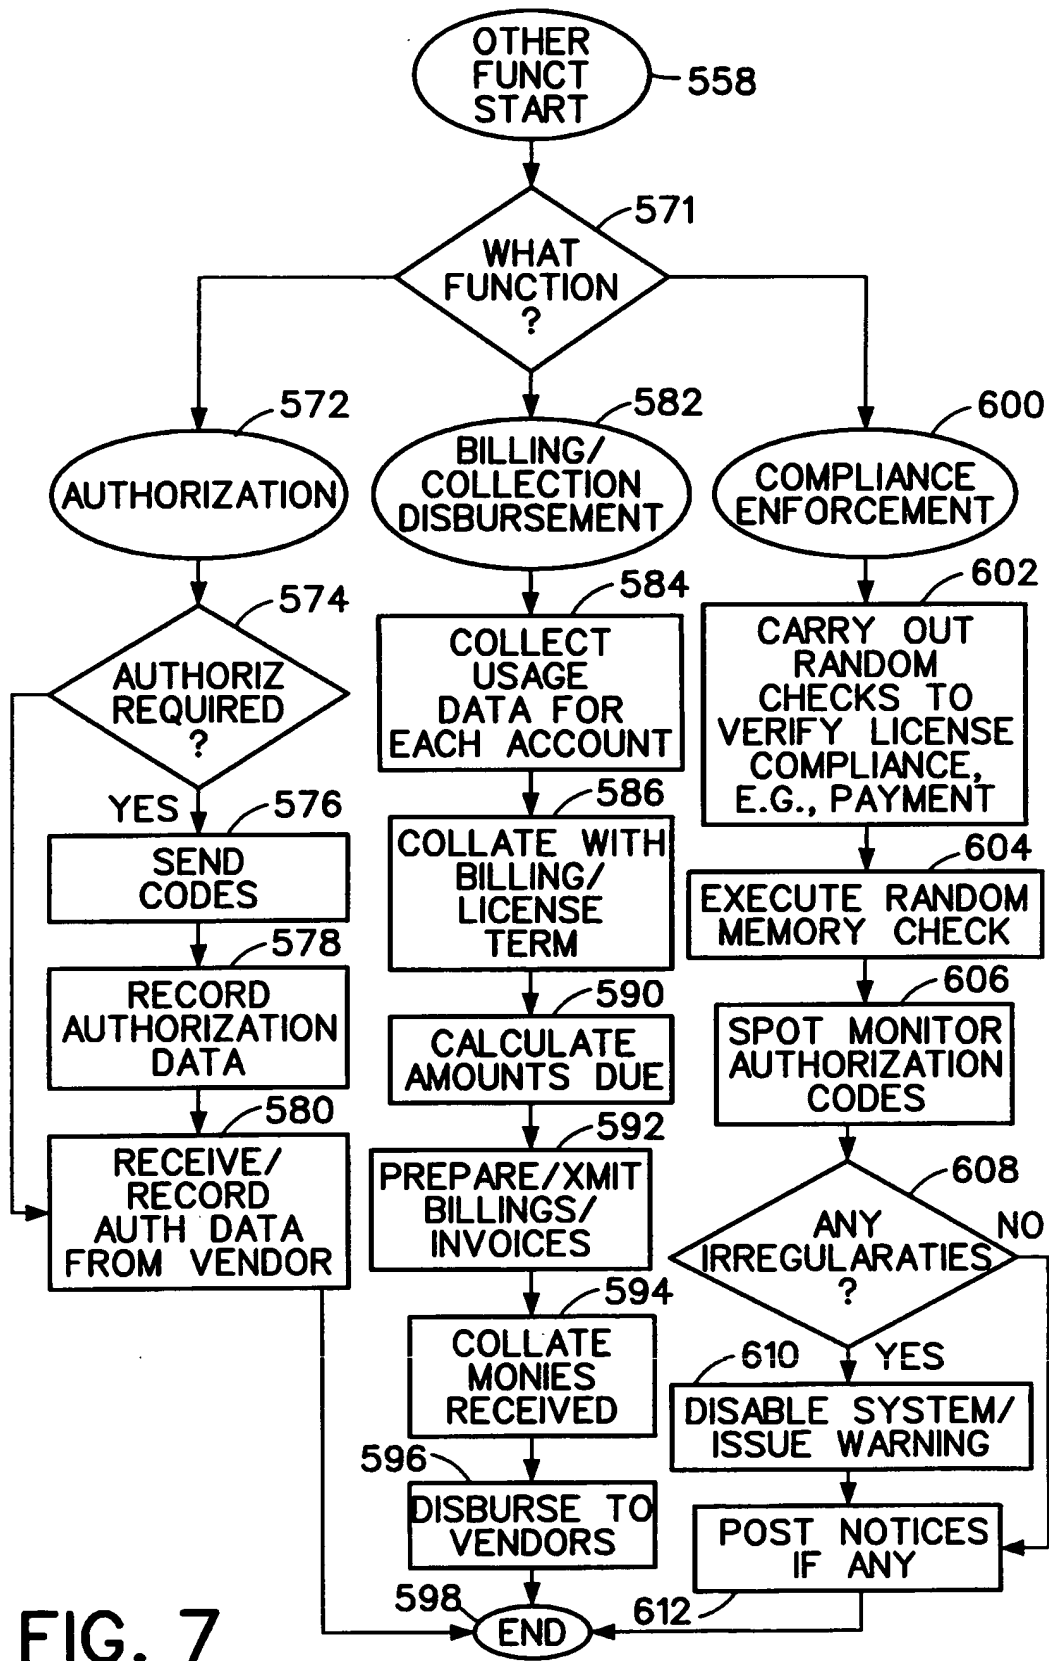 OTHER
FUNCT
START
558
571
WHAT
FUNCTION
?
572
AUTHORIZATION
574
AUTHORIZ
REQUIRED
?
YES
576
SEND
CODES
578
RECORD
AUTHORIZATION
DATA
580
RECEIVE/
RECORD
AUTH DATA
FROM VENDOR
582
BILLING/
COLLECTION
DISBURSEMENT
584
COLLECT
USAGE
DATA FOR
EACH ACCOUNT
586
COLLATE WITH
BILLING/
LICENSE
TERM
590
CALCULATE
AMOUNTS DUE
592
PREPARE/XMIT
BILLINGS/
INVOICES
594
COLLATE
MONIES
RECEIVED
596
DISBURSE TO
VENDORS
598
END
600
COMPLIANCE
ENFORCEMENT
602
CARRY OUT
RANDOM
CHECKS TO
VERIFY LICENSE
COMPLIANCE,
E.G., PAYMENT
604
EXECUTE RANDOM
MEMORY CHECK
606
SPOT MONITOR
AUTHORIZATION
CODES
608
ANY
IRREGULARATIES
?
NO
YES
610
DISABLE SYSTEM/
ISSUE WARNING
POST NOTICES
IF ANY
612
FIG. 7